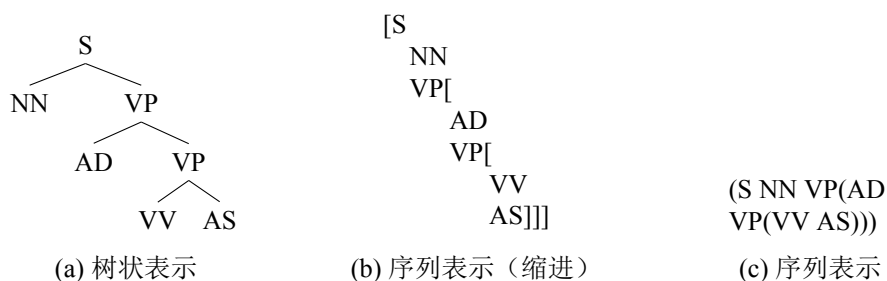 S
NN VP
AD VP
VV AS
(a) 树状表示
[S
NN
VP[
AD
VP[
VV
AS]]]
(b) 序列表示（缩进）
(S NN VP(AD
VP(VV AS)))
(c) 序列表示